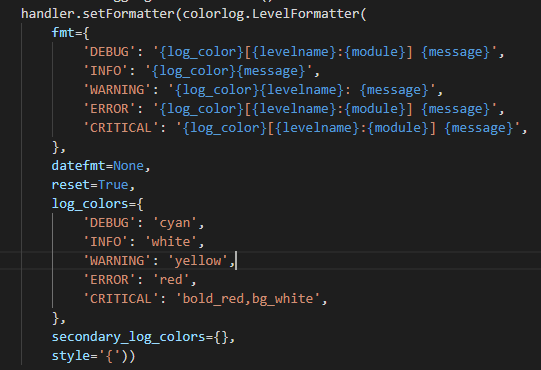 handler.setFormatter(colorlog.LevelFormatter(
    fmt={
        'DEBUG': '{log_color}[{levelname}:{module}] {message}',
        'INFO': '{log_color}{message}',
        'WARNING': '{log_color}{levelname}: {message}',
        'ERROR': '{log_color}[{levelname}:{module}] {message}',
        'CRITICAL': '{log_color}[{levelname}:{module}] {message}',
    },
    datefmt=None,
    reset=True,
    log_colors={
        'DEBUG': 'cyan',
        'INFO': 'white',
        'WARNING': 'yellow',
        'ERROR': 'red',
        'CRITICAL': 'bold_red,bg_white',
    },
    secondary_log_colors={},
    style='{'))